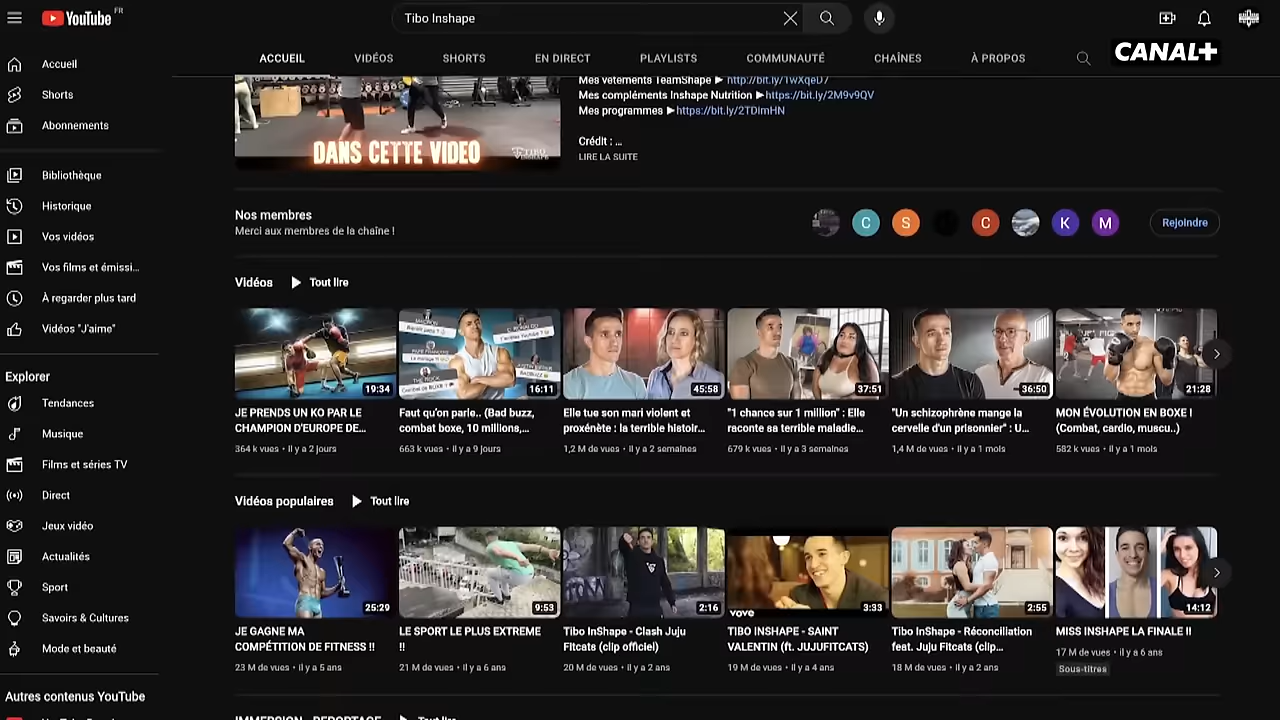 YouTube FR
Tibo Inshape
CANAL+
ACCUEIL
VIDÉOS
SHORTS
EN DIRECT
PLAYLISTS
COMMUNAUTÉ
CHAÎNES
À PROPOS
Accueil
Shorts
Abonnements
Bibliothèque
Historique
Vos vidéos
Vos films et émissi...
À regarder plus tard
Vidéos "J'aime"
Explorer
Tendances
Musique
Films et séries TV
Direct
Jeux vidéo
Actualités
Sport
Savoirs & Cultures
Mode et beauté
Autres contenus YouTube
DANS CETTE VIDEO
TIBO
INSHAPE
Mes vêtements TeamShape ▶ http://bit.ly/1wXqeU7
Mes compléments Inshape Nutrition ▶https://bit.ly/2M9v9QV
Mes programmes ▶https://bit.ly/2TDimHN
Crédit : ...
LIRE LA SUITE
Nos membres
Merci aux membres de la chaîne !
C
S
C
K
M
Rejoindre
Vidéos
Tout lire
19:34
JE PRENDS UN KO PAR LE
CHAMPION D'EUROPE DE...
364 k vues • il y a 2 jours
16:11
Faut qu'on parle.. (Bad buzz,
combat boxe, 10 millions,...
663 k vues • il y a 9 jours
45:58
Elle tue son mari violent et
proxénète : la terrible histoir...
1,2 M de vues • il y a 2 semaines
37:51
"1 chance sur 1 million" : Elle
raconte sa terrible maladie...
679 k vues • il y a 3 semaines
36:50
"Un schizophrène mange la
cervelle d'un prisonnier" : U...
1,4 M de vues • il y a 1 mois
21:28
MON ÉVOLUTION EN BOXE !
(Combat, cardio, muscu..)
582 k vues • il y a 1 mois
Vidéos populaires
Tout lire
25:29
JE GAGNE MA
COMPÉTITION DE FITNESS !!
23 M de vues • il y a 5 ans
9:53
LE SPORT LE PLUS EXTREME
!!
21 M de vues • il y a 6 ans
2:16
Tibo InShape - Clash Juju
Fitcats (clip officiel)
20 M de vues • il y a 2 ans
vevo
3:33
TIBO INSHAPE - SAINT
VALENTIN (ft. JUJUFITCATS)
19 M de vues • il y a 4 ans
2:55
Tibo InShape - Réconciliation
feat. Juju Fitcats (clip...
18 M de vues • il y a 2 ans
14:12
MISS INSHAPE LA FINALE !!
17 M de vues • il y a 6 ans
Sous-titres
IMMERSION - REPORTAGE
Tout lire